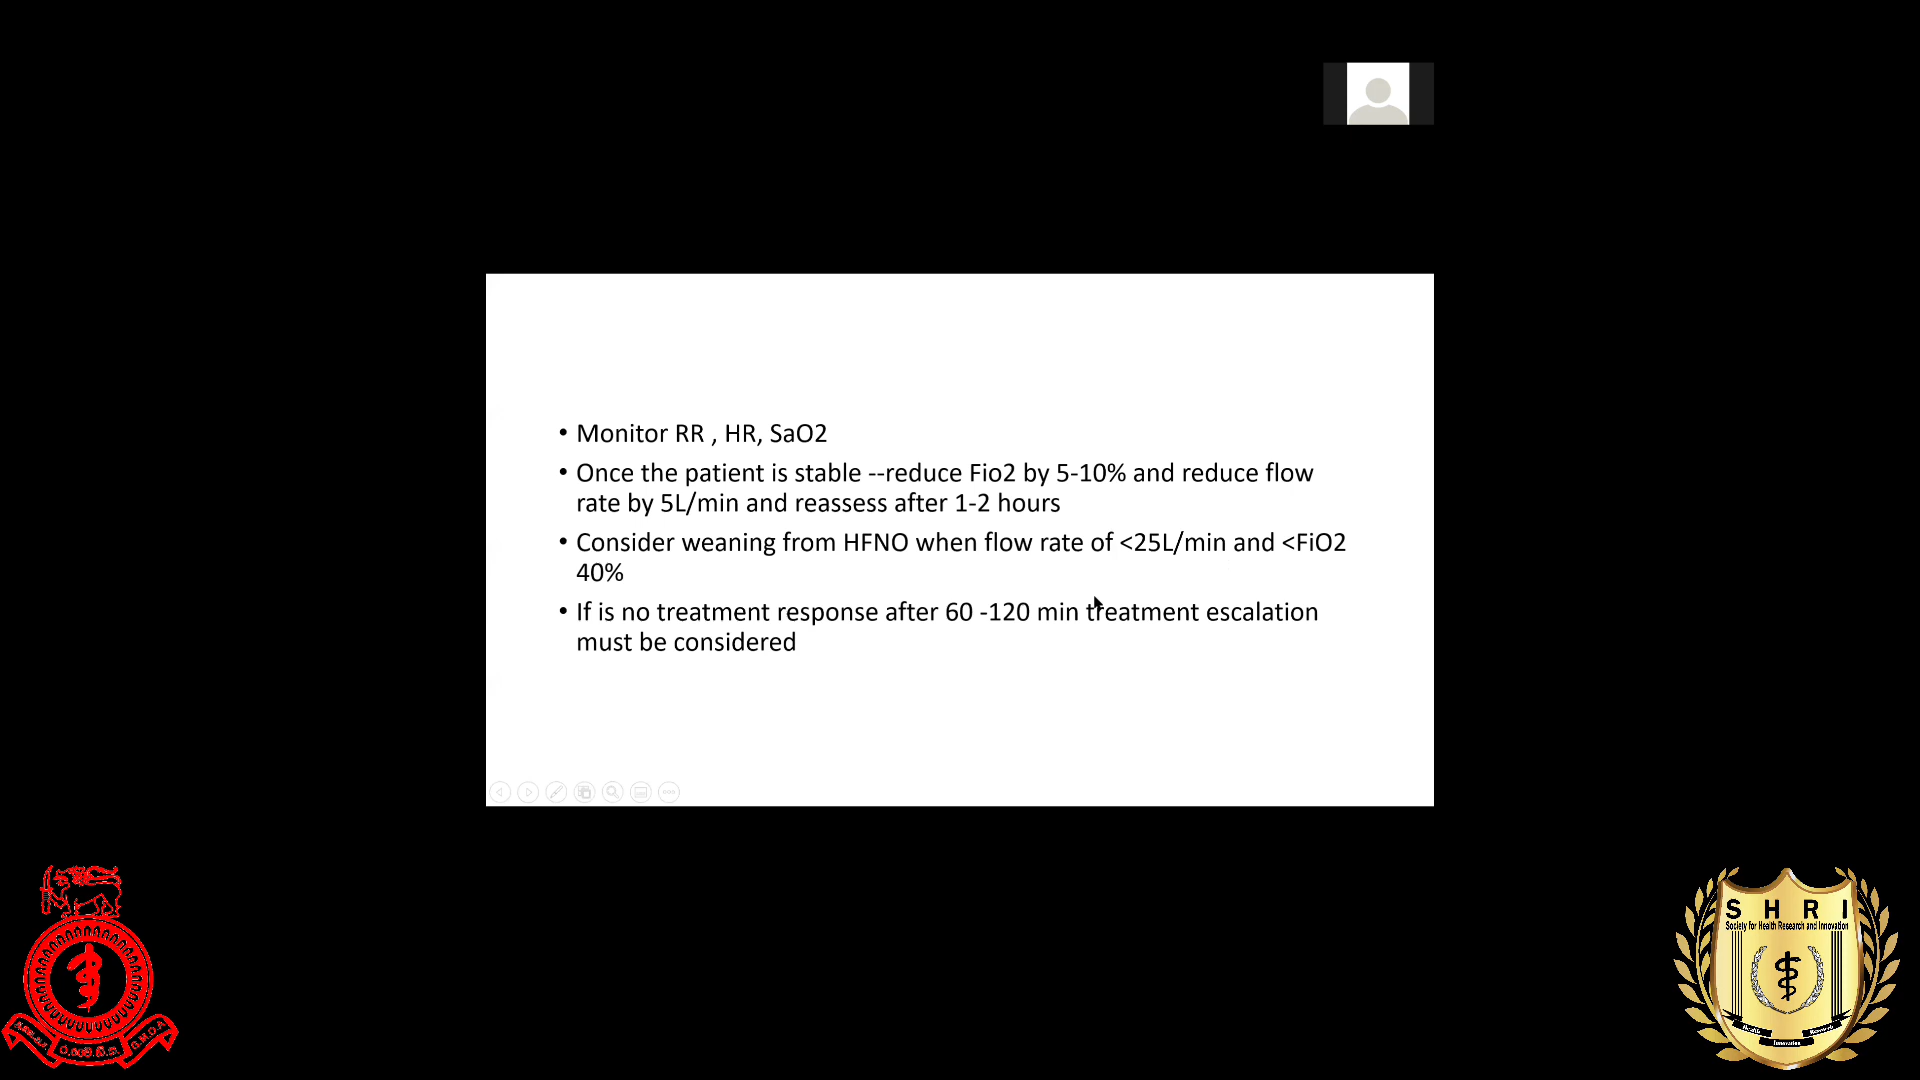 • Monitor RR , HR, SaO2
• Once the patient is stable --reduce Fio2 by 5-10% and reduce flow
rate by 5L/min and reassess after 1-2 hours
• Consider weaning from HFNO when flow rate of <25L/min and <FiO2
40%
• If is no treatment response after 60 -120 min treatment escalation
must be considered
G.M.O.A.
S H R I
Society for Health Research and Innovation
Health
Research
Innovation